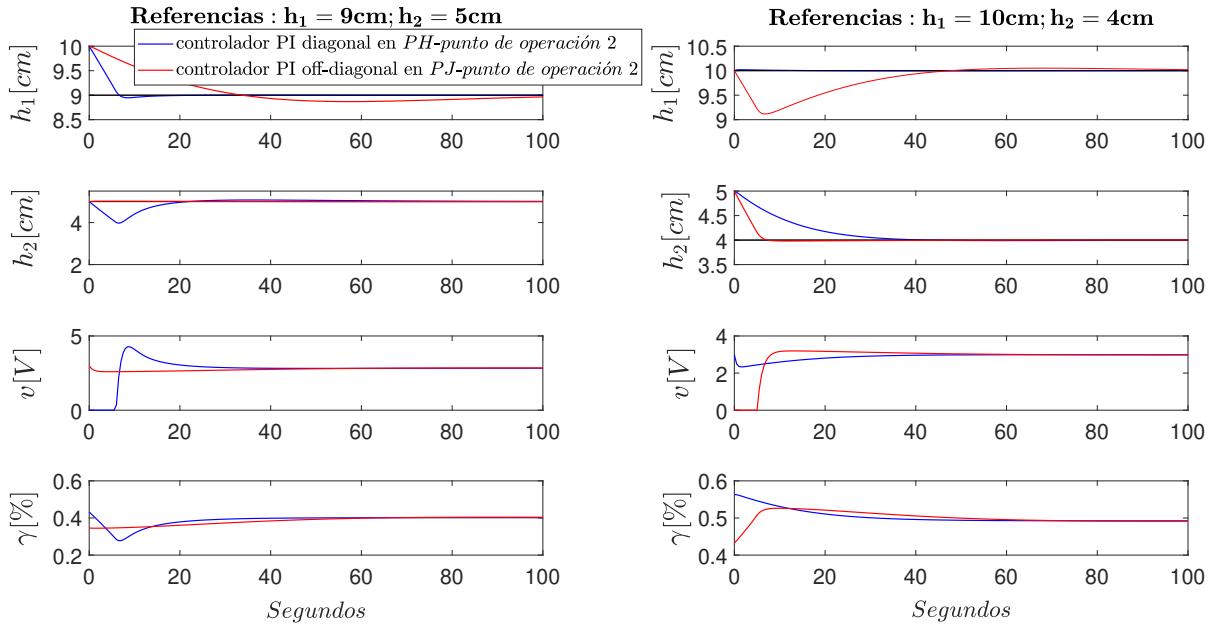 Referencias : h₁ = 9cm; h₂ = 5cm
controlador PI diagonal en PH-punto de operación 2
controlador PI off-diagonal en PJ-punto de operación 2
h₁[cm]
10
9.5
9
8.5
0 20 40 60 80 100
h₂[cm]
4
2
0 20 40 60 80 100
v[V]
5
0
0 20 40 60 80 100
γ[%]
0.6
0.4
0.2
0 20 40 60 80 100
Segundos
Referencias : h₁ = 10cm; h₂ = 4cm
h₁[cm]
10.5
10
9.5
9
0 20 40 60 80 100
h₂[cm]
5
4.5
4
3.5
0 20 40 60 80 100
v[V]
4
2
0
0 20 40 60 80 100
γ[%]
0.6
0.5
0.4
0 20 40 60 80 100
Segundos